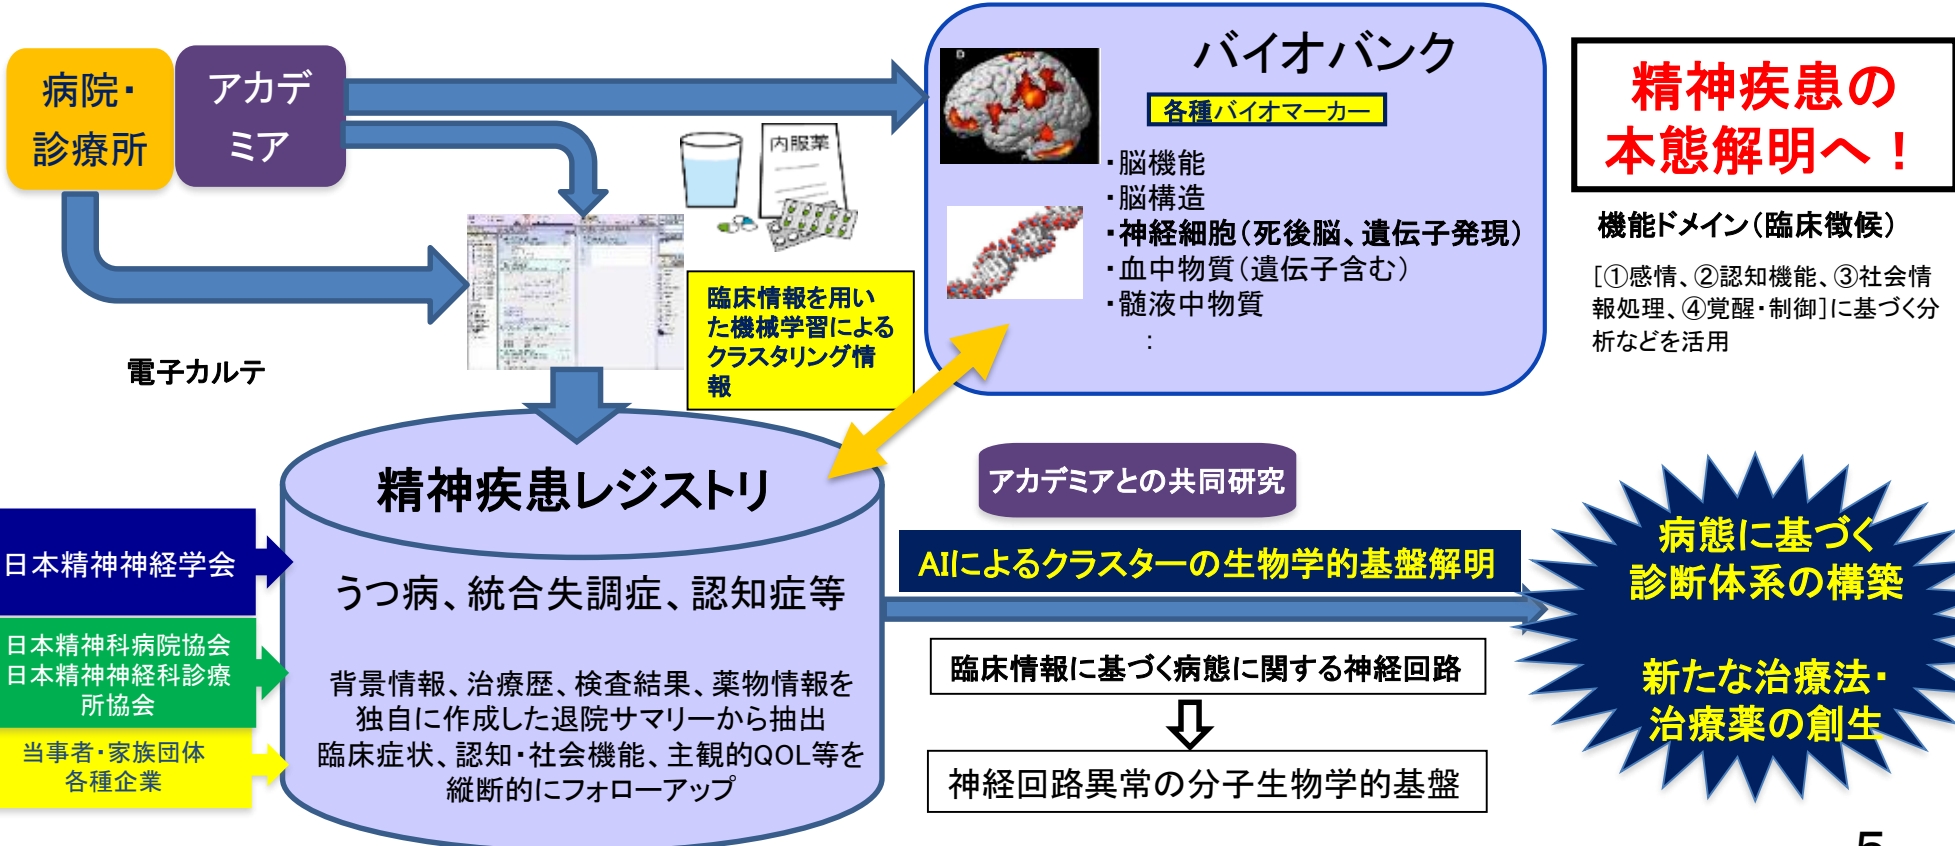 病院・
診療所
アカデ
ミア
バイオバンク
各種バイオマーカー
・脳機能
・脳構造
・神経細胞(死後脳、遺伝子発現)
・血中物質(遺伝子含む)
・髄液中物質
:
精神疾患の
本態解明へ!
機能ドメイン(臨床徴候)
[①感情、②認知機能、③社会情
報処理、④覚醒・制御]に基づく分
析などを活用
内服薬
臨床情報を用い
た機械学習による
クラスタリング情
報
電子カルテ
精神疾患レジストリ
うつ病、統合失調症、認知症等
背景情報、治療歴、検査結果、薬物情報を
独自に作成した退院サマリーから抽出
臨床症状、認知・社会機能、主観的QOL等を
縦断的にフォローアップ
日本精神神経学会
日本精神科病院協会
日本精神神経科診療
所協会
当事者・家族団体
各種企業
アカデミアとの共同研究
AIによるクラスターの生物学的基盤解明
臨床情報に基づく病態に関する神経回路
神経回路異常の分子生物学的基盤
病態に基づく
診断体系の構築
新たな治療法・
治療薬の創生
5